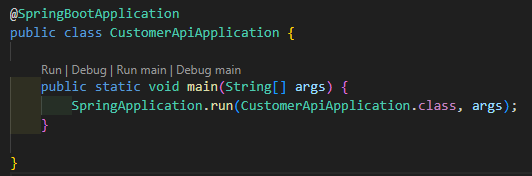 @SpringBootApplication
public class CustomerApiApplication {
Run | Debug | Run main | Debug main
public static void main(String[] args) {
SpringApplication.run(CustomerApiApplication.class, args);
}
}